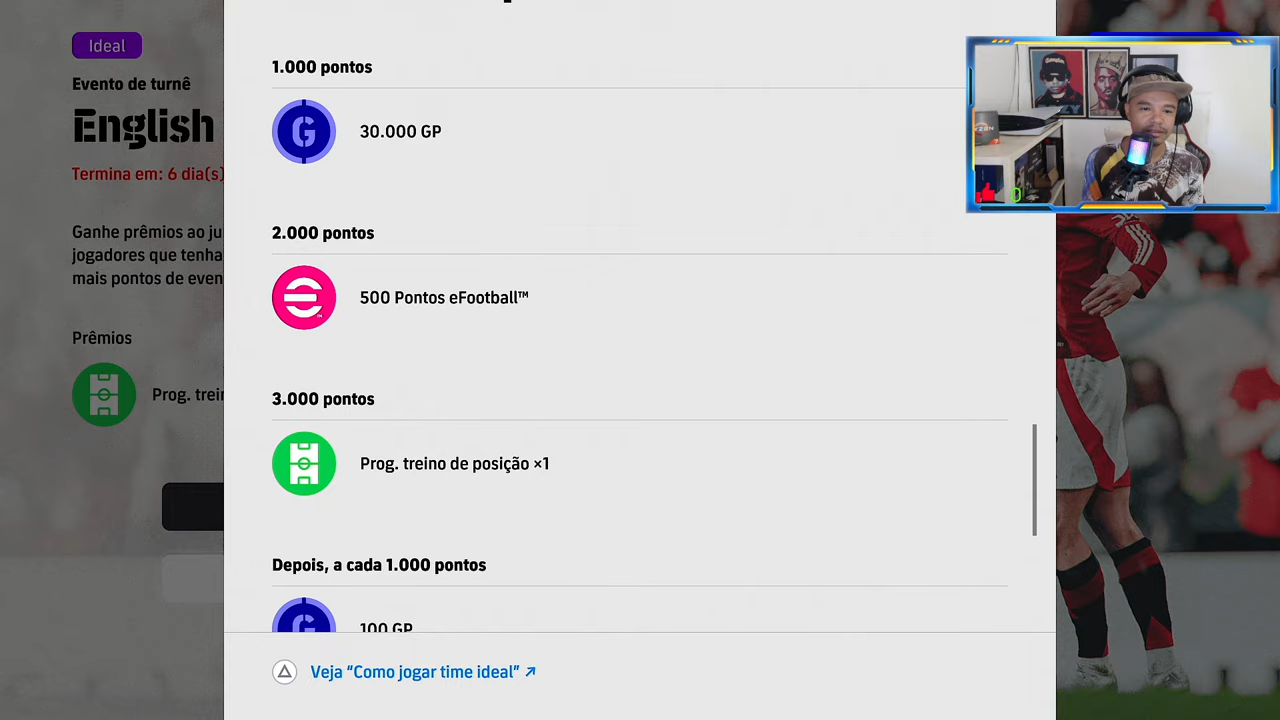 Ideal
Evento de turnê
English
Termina em: 6 dia(s)
Ganhe prêmios ao ju
jogadores que tenha
mais pontos de even
Prêmios
Prog. trei
1.000 pontos
30.000 GP
2.000 pontos
500 Pontos eFootball™
3.000 pontos
Prog. treino de posição ×1
Depois, a cada 1.000 pontos
100 GP
Veja “Como jogar time ideal” ↗
RYZEN
0